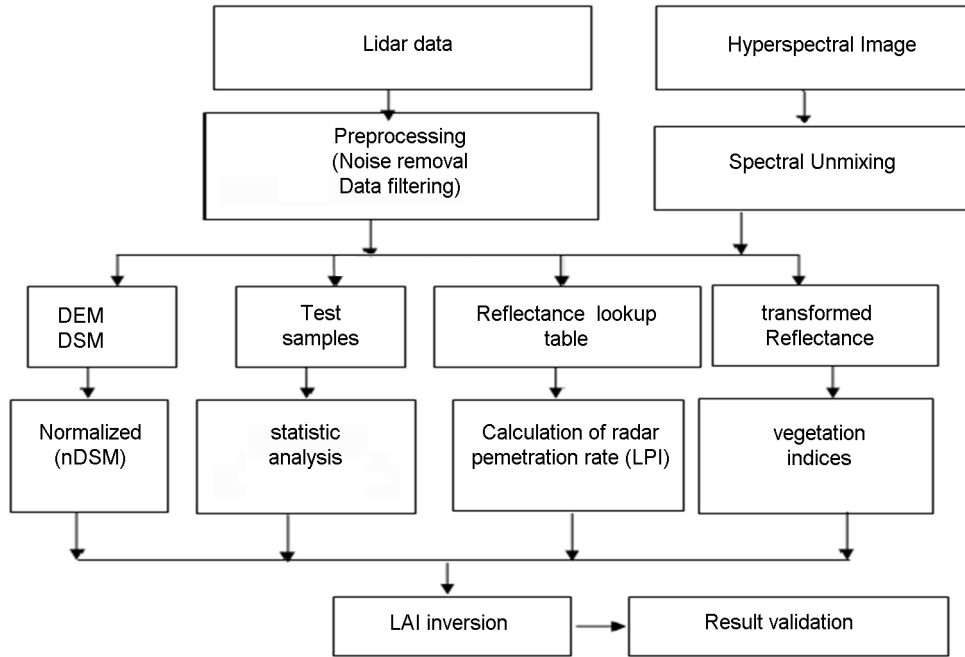 Lidar data
Hyperspectral Image
Preprocessing
(Noise removal
Data filtering)
Spectral Unmixing
DEM
DSM
Test
samples
Reflectance lookup
table
transformed
Reflectance
Normalized
(nDSM)
statistic
analysis
Calculation of radar
pemetration rate (LPI)
vegetation
indices
LAI inversion
Result validation